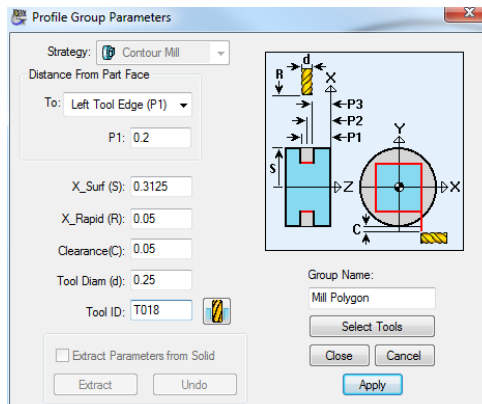 Profile Group Parameters
x
Strategy: Contour Mill
Distance From Part Face
To: Left Tool Edge (P1)
P1: 0.2
X_Surf (S): 0.3125
X_Rapid (R): 0.05
Clearance(C): 0.05
Tool Diam (d): 0.25
Tool ID: T018
Extract Parameters from Solid
Extract Undo
d
R X
P3
P2
P1
S
Z
Y
X
C
Group Name:
Mill Polygon
Select Tools
Close Cancel
Apply